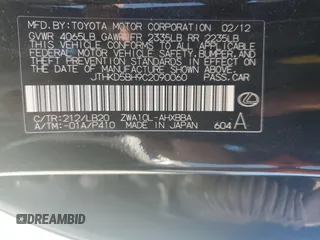 MFD. BY: TOYOTA MOTOR CORPORATION 02/12
GVWR 4065LB GAWR FR 2335LB RR 2235LB
THIS VEHICLE CONFORMS TO ALL APPLICABLE
FEDERAL MOTOR VEHICLE SAFETY, BUMPER, AND
THEFT PREVENTION STANDARDS IN EFFECT ON
THE DATE OF MANUFACTURE SHOWN ABOVE.
JTHKD5BH9C2090060 PASS.CAR
C/TR:212/LB20 ZWA10L-AHXBBA
A/TM:-01A/P410 MADE IN JAPAN 604A
DREAMBID